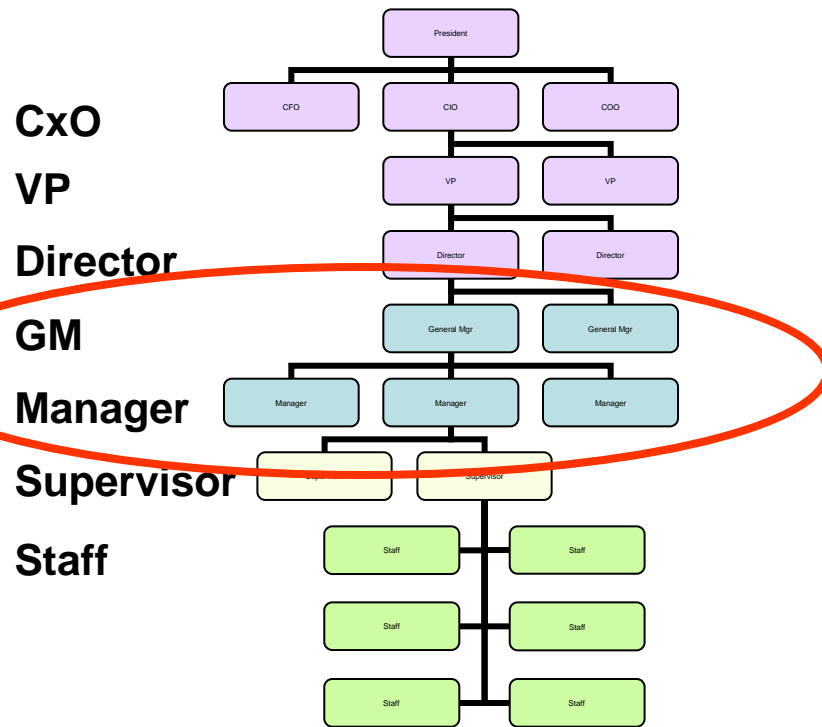 President
CxO
CFO CIO COO
VP
VP VP
Director
Director Director
GM
General Mgr General Mgr
Manager
Manager Manager Manager
Supervisor
Supervisor
Staff
Staff Staff
Staff Staff
Staff Staff